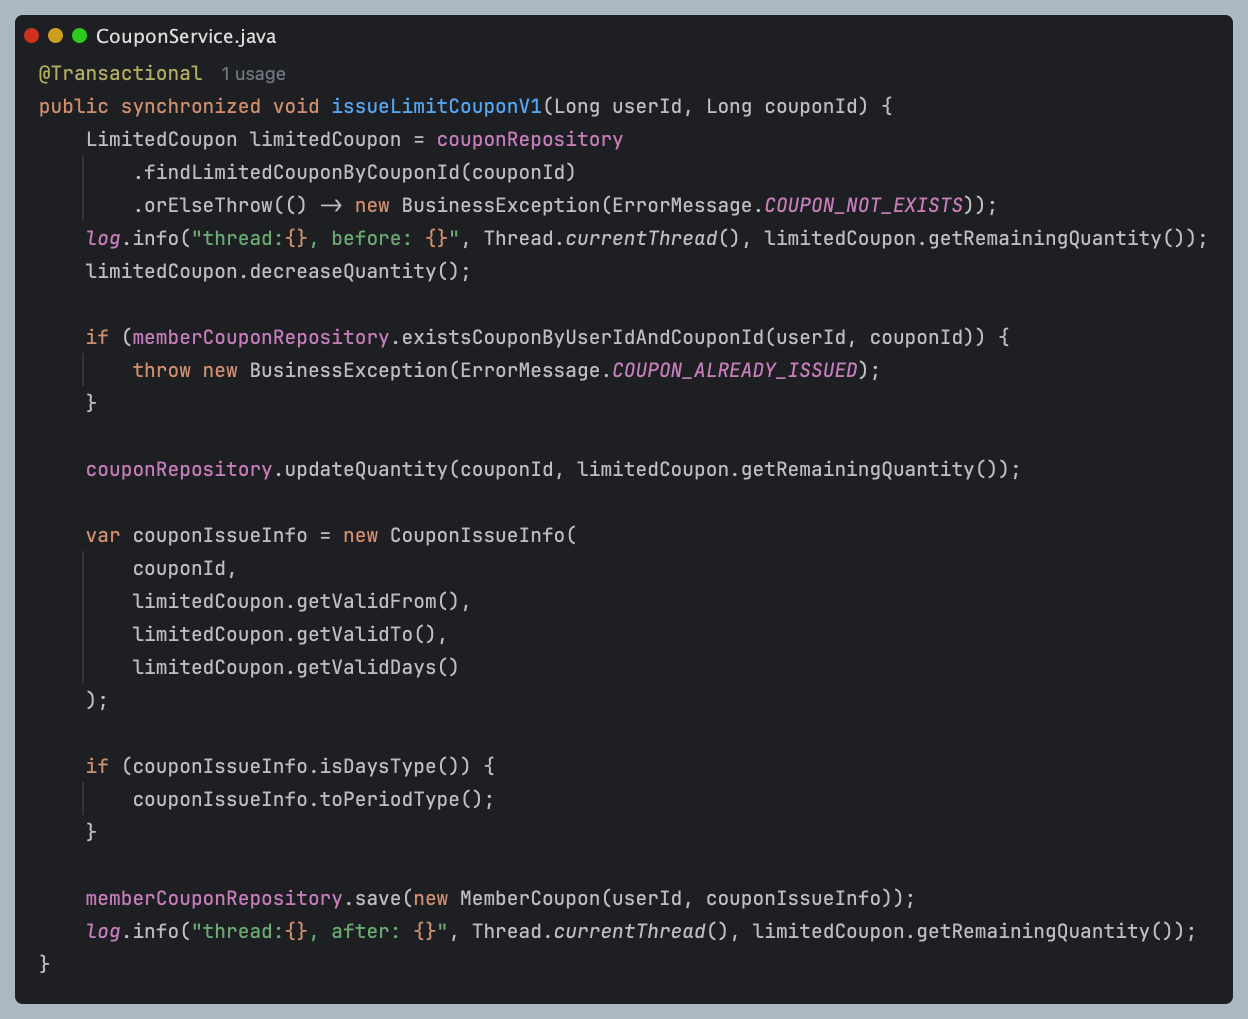 CouponService.java
@Transactional 1 usage
public synchronized void issueLimitCouponV1(Long userId, Long couponId) {
    LimitedCoupon limitedCoupon = couponRepository
        .findLimitedCouponByCouponId(couponId)
        .orElseThrow(() -> new BusinessException(ErrorMessage.COUPON_NOT_EXISTS));
    log.info("thread:{}, before: {}", Thread.currentThread(), limitedCoupon.getRemainingQuantity());
    limitedCoupon.decreaseQuantity();

    if (memberCouponRepository.existsCouponByUserIdAndCouponId(userId, couponId)) {
        throw new BusinessException(ErrorMessage.COUPON_ALREADY_ISSUED);
    }

    couponRepository.updateQuantity(couponId, limitedCoupon.getRemainingQuantity());

    var couponIssueInfo = new CouponIssueInfo(
        couponId,
        limitedCoupon.getValidFrom(),
        limitedCoupon.getValidTo(),
        limitedCoupon.getValidDays()
    );

    if (couponIssueInfo.isDaysType()) {
        couponIssueInfo.toPeriodType();
    }

    memberCouponRepository.save(new MemberCoupon(userId, couponIssueInfo));
    log.info("thread:{}, after: {}", Thread.currentThread(), limitedCoupon.getRemainingQuantity());
}